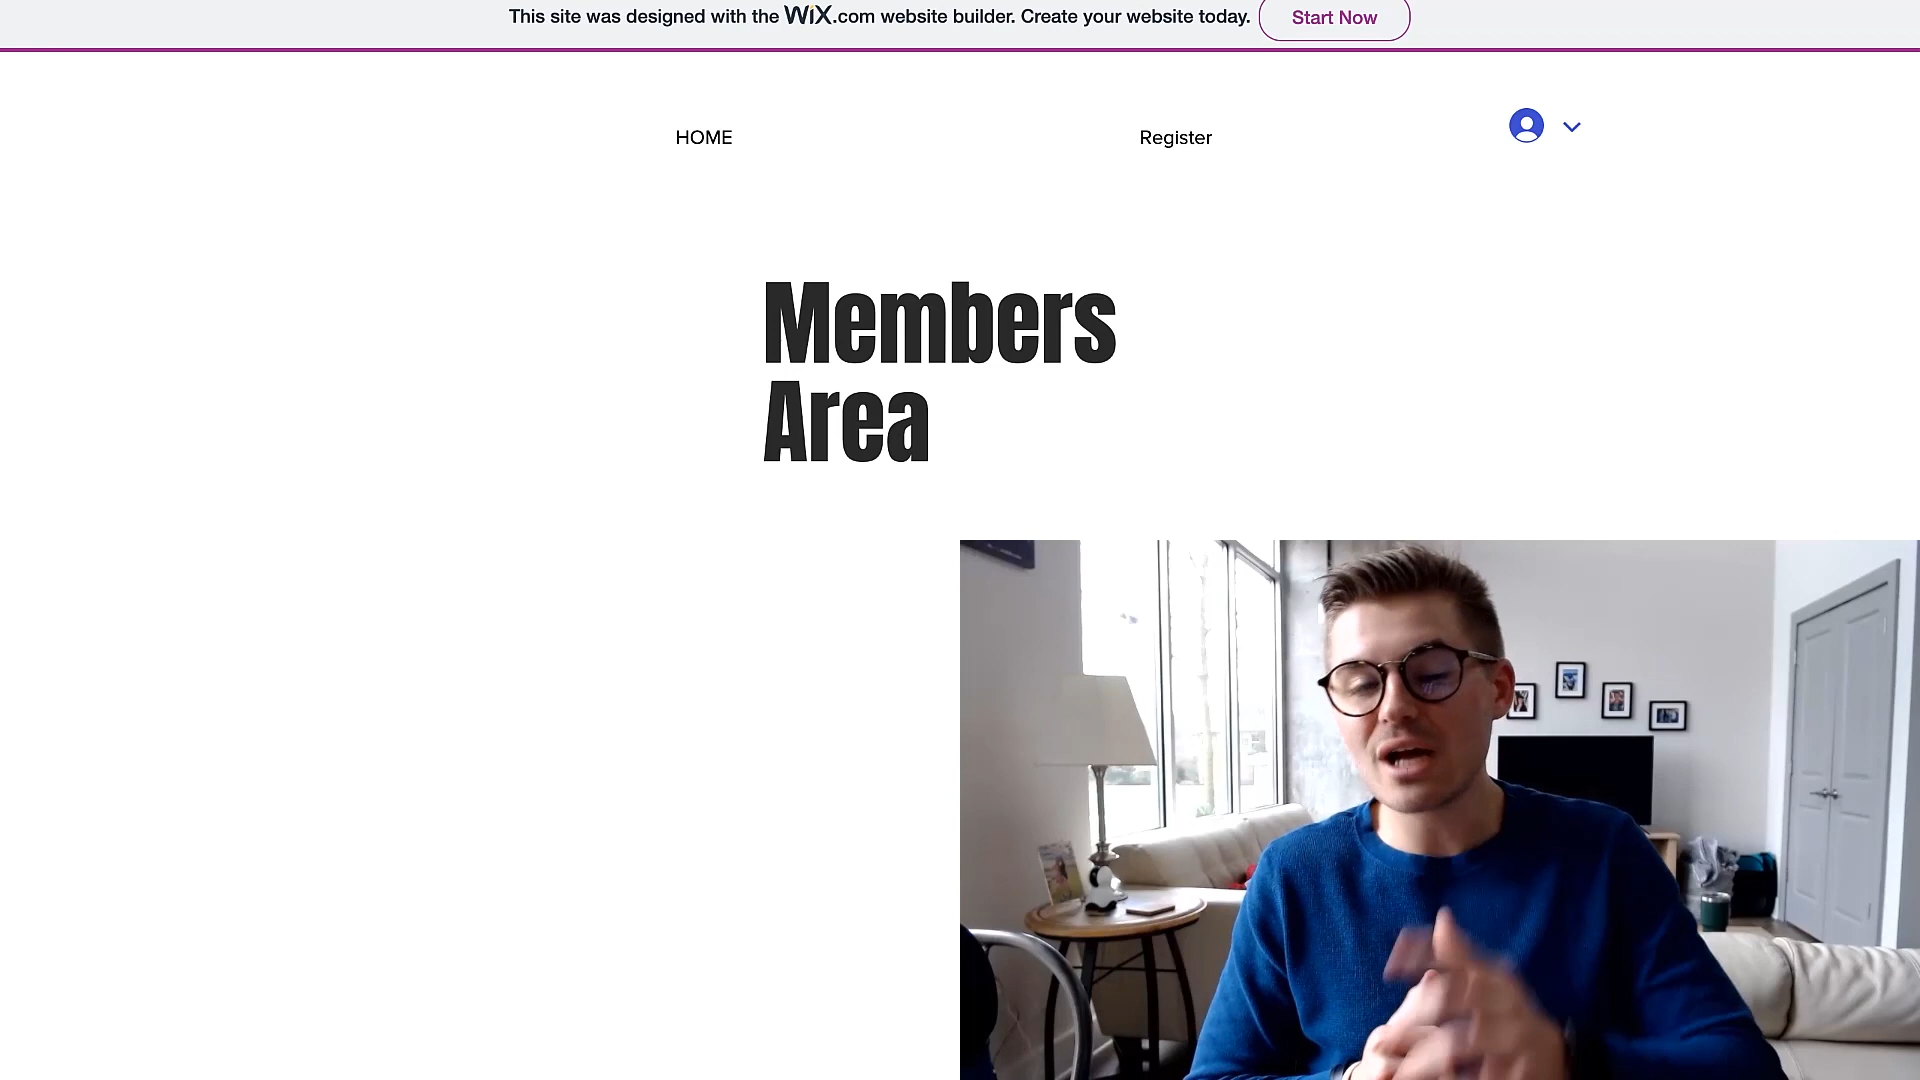 This site was designed with the WiX.com website builder. Create your website today. Start Now
HOME Register
Members
Area